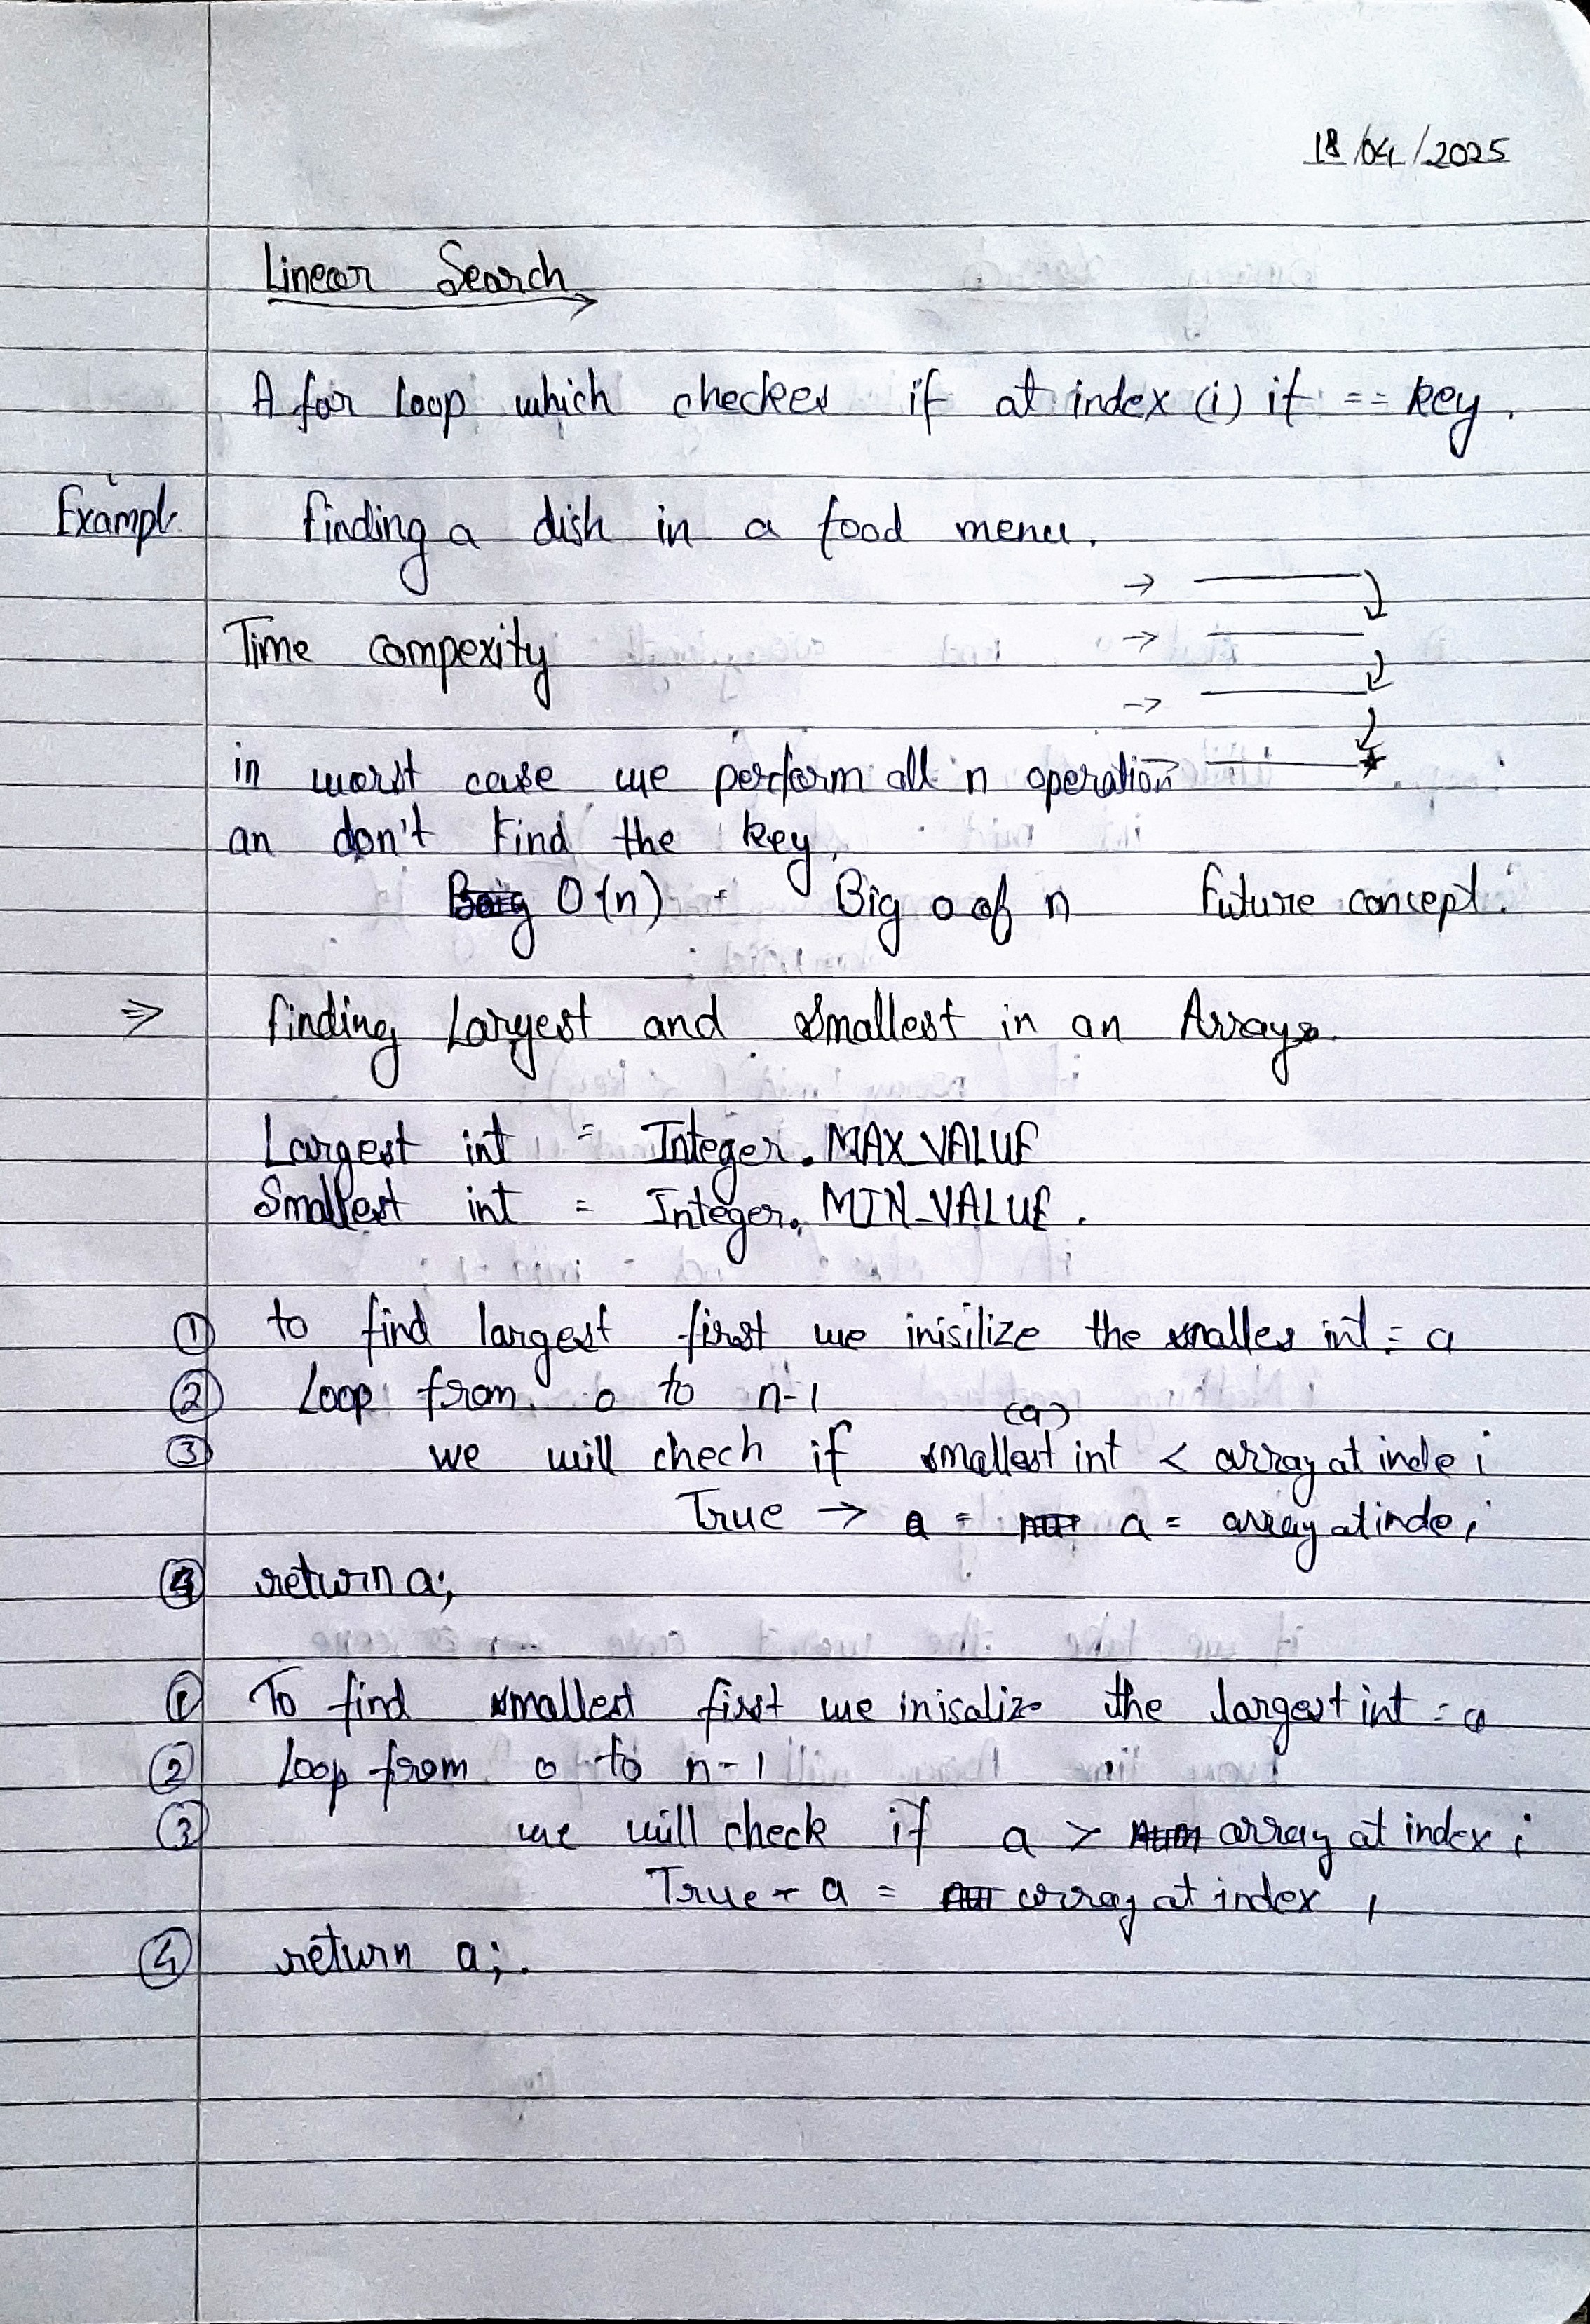 18/04/2025
Linear Search
A for loop which checkes if at index (i) it == key.
Exampl finding a dish in a food menu.
Time compexity
in worst case we perform all n operation
an don't find the key.
O(n) - Big o of n Future concept.
⇒ finding Largest and Smallest in an Array.
Largest int = Integer.MAX_VALUE
Smallest int = Integer.MIN_VALUE.
① to find largest first we inisilize the smalles int = a
② Loop from 0 to n-1
(a)
③ we will chech if smallest int < array at inde i
True → a = a = array at inde i
④ return a;
① To find smallest first we inisalize the largest int = a
② Loop from 0 to n-1
③ we will check if a > array at index i
True → a = array at index i
④ return a;.